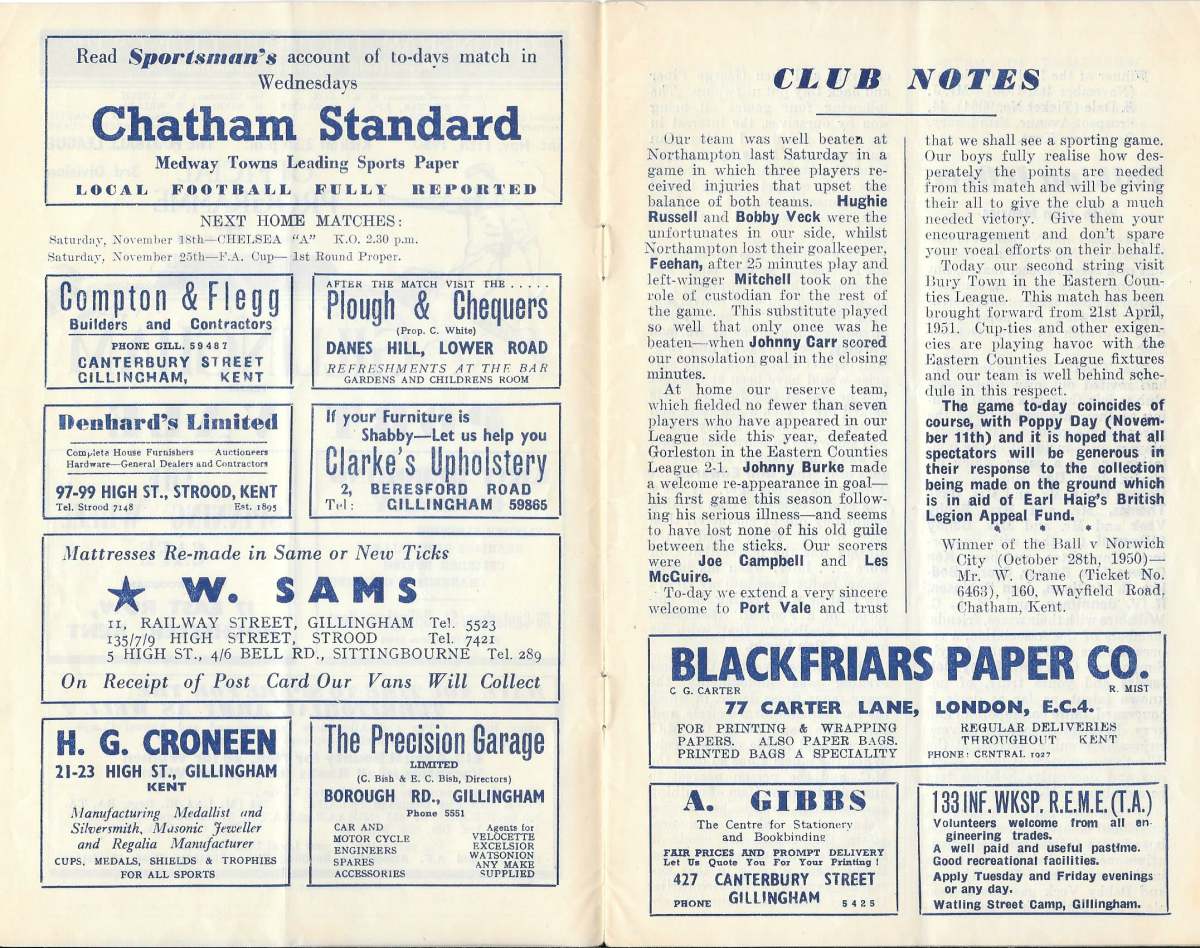 Read Sportsman's account of to-days match in
Wednesdays
Chatham Standard
Medway Towns Leading Sports Paper
LOCAL FOOTBALL FULLY REPORTED
NEXT HOME MATCHES:
Saturday, November 18th—CHELSEA "A" K.O. 2.30 p.m.
Saturday, November 25th—F.A. Cup— 1st Round Proper.
Compton & Flegg
Builders and Contractors
PHONE GILL. 59487
CANTERBURY STREET
GILLINGHAM, KENT
AFTER THE MATCH VISIT THE . . . . .
Plough & Chequers
(Prop. C. White)
DANES HILL, LOWER ROAD
REFRESHMENTS AT THE BAR
GARDENS AND CHILDRENS ROOM
Denhard's Limited
Complete House Furnishers Auctioneers
Hardware—General Dealers and Contractors
97-99 HIGH ST., STROOD, KENT
Tel. Strood 7148 Est. 1895
If your Furniture is
Shabby—Let us help you
Clarke's Upholstery
2, BERESFORD ROAD
Tel: GILLINGHAM 59865
Mattresses Re-made in Same or New Ticks
W. SAMS
11, RAILWAY STREET, GILLINGHAM Tel. 5523
135/7/9 HIGH STREET, STROOD Tel. 7421
5 HIGH ST., 4/6 BELL RD., SITTINGBOURNE Tel. 289
On Receipt of Post Card Our Vans Will Collect
H. G. CRONEEN
21-23 HIGH ST., GILLINGHAM
KENT
Manufacturing Medallist and
Silversmith, Masonic Jeweller
and Regalia Manufacturer
CUPS, MEDALS, SHIELDS & TROPHIES
FOR ALL SPORTS
The Precision Garage
LIMITED
(C. Bish & E. C. Bish, Directors)
BOROUGH RD., GILLINGHAM
Phone 5551
CAR AND
MOTOR CYCLE
ENGINEERS
SPARES
ACCESSORIES
Agents for
VELOCETTE
EXCELSIOR
WATSONION
ANY MAKE
SUPPLIED
CLUB NOTES
Our team was well beaten at
Northampton last Saturday in a
game in which three players re-
ceived injuries that upset the
balance of both teams. Hughie
Russell and Bobby Veck were the
unfortunates in our side, whilst
Northampton lost their goalkeeper,
Feehan, after 25 minutes play and
left-winger Mitchell took on the
role of custodian for the rest of
the game. This substitute played
so well that only once was he
beaten—when Johnny Carr scored
our consolation goal in the closing
minutes.
At home our reserve team,
which fielded no fewer than seven
players who have appeared in our
League side this year, defeated
Gorleston in the Eastern Counties
League 2-1. Johnny Burke made
a welcome re-appearance in goal—
his first game this season follow-
ing his serious illness—and seems
to have lost none of his old guile
between the sticks. Our scorers
were Joe Campbell and Les
McGuire.
To-day we extend a very sincere
welcome to Port Vale and trust
that we shall see a sporting game.
Our boys fully realise how des-
perately the points are needed
from this match and will be giving
their all to give the club a much
needed victory. Give them your
encouragement and don't spare
your vocal efforts on their behalf.
Today our second string visit
Bury Town in the Eastern Coun-
ties League. This match has been
brought forward from 21st April,
1951. Cup-ties and other exigen-
cies are playing havoc with the
Eastern Counties League fixtures
and our team is well behind sche-
dule in this respect.
The game to-day coincides of
course, with Poppy Day (Novem-
ber 11th) and it is hoped that all
spectators will be generous in
their response to the collection
being made on the ground which
is in aid of Earl Haig's British
Legion Appeal Fund.
* * *
Winner of the Ball v Norwich
City (October 28th, 1950)—
Mr. W. Crane (Ticket No.
6463), 160, Wayfield Road,
Chatham, Kent.
BLACKFRIARS PAPER CO.
C. G. CARTER R. MIST
77 CARTER LANE, LONDON, E.C.4.
FOR PRINTING & WRAPPING
PAPERS. ALSO PAPER BAGS.
PRINTED BAGS A SPECIALITY
REGULAR DELIVERIES
THROUGHOUT KENT
PHONE: CENTRAL 1927
A. GIBBS
The Centre for Stationery
and Bookbinding
FAIR PRICES AND PROMPT DELIVERY
Let Us Quote You For Your Printing !
427 CANTERBURY STREET
GILLINGHAM
PHONE 5425
133 INF. WKSP. R.E.M.E. (T.A.)
Volunteers welcome from all en-
gineering trades.
A well paid and useful pastime.
Good recreational facilities.
Apply Tuesday and Friday evenings
or any day.
Watling Street Camp, Gillingham.